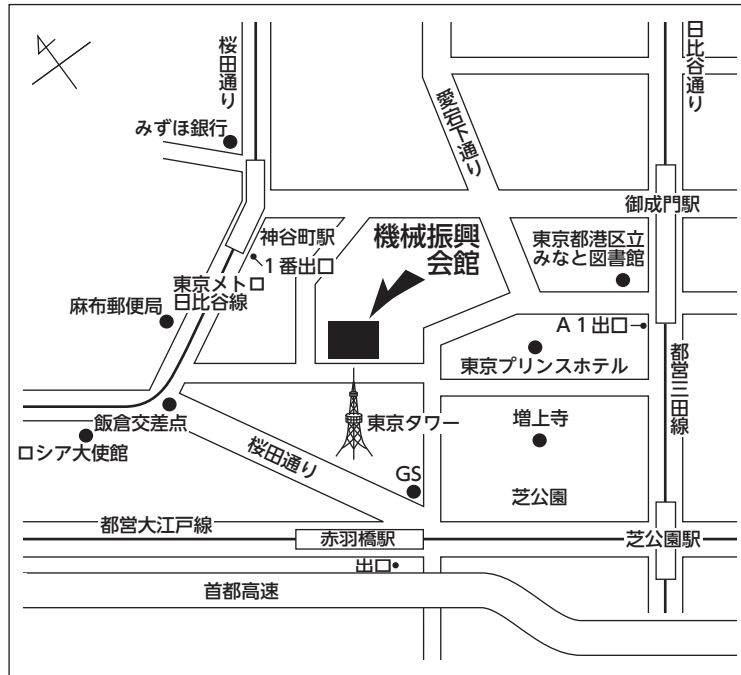 桜田通り
日比谷通り
愛宕下通り
みずほ銀行
御成門駅
神谷町駅
1番出口
機械振興
会館
東京都港区立
みなと図書館
東京メトロ
日比谷線
麻布郵便局
A1出口
東京プリンスホテル
都営三田線
飯倉交差点
東京タワー
増上寺
ロシア大使館
桜田通り
GS
芝公園
都営大江戸線
赤羽橋駅
芝公園駅
出口
首都高速